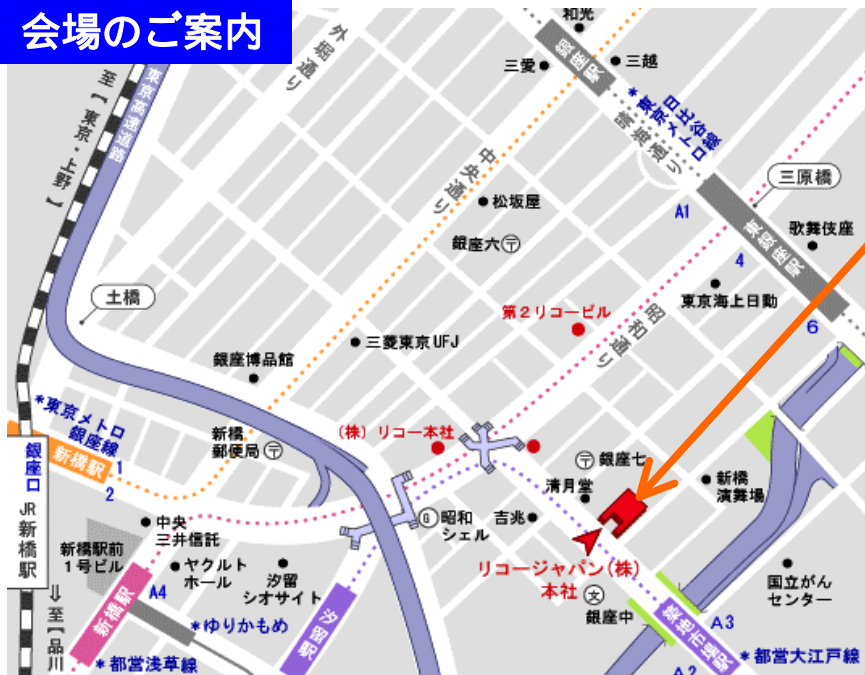 会場のご案内
和光
三愛
三越
銀座駅
外堀通り
東京高速道路
至【東京・上野】
＊東京メトロ
日比谷線
晴海通り
中央通り
三原橋
A1
松坂屋
銀座六〒
歌舞伎座
東銀座駅
4
東京海上日動
6
土橋
第２リコービル
昭和通り
三菱東京UFJ
銀座博品館
＊東京メトロ
銀座線
新橋駅
1
2
新橋
郵便局〒
(株)リコー本社
〒銀座七
清月堂
新橋
演舞場
銀座口
JR新橋駅
中央
三井信託
G昭和
シェル
吉兆
新橋駅前
１号ビル
ヤクルト
ホール
汐留
シオサイト
リコージャパン(株)
本社
文
銀座中
国立がん
センター
⇒至【品川
A4
新橋駅
＊ゆりかもめ
汐留駅
A3
築地市場駅
A2
＊都営浅草線
＊都営大江戸線